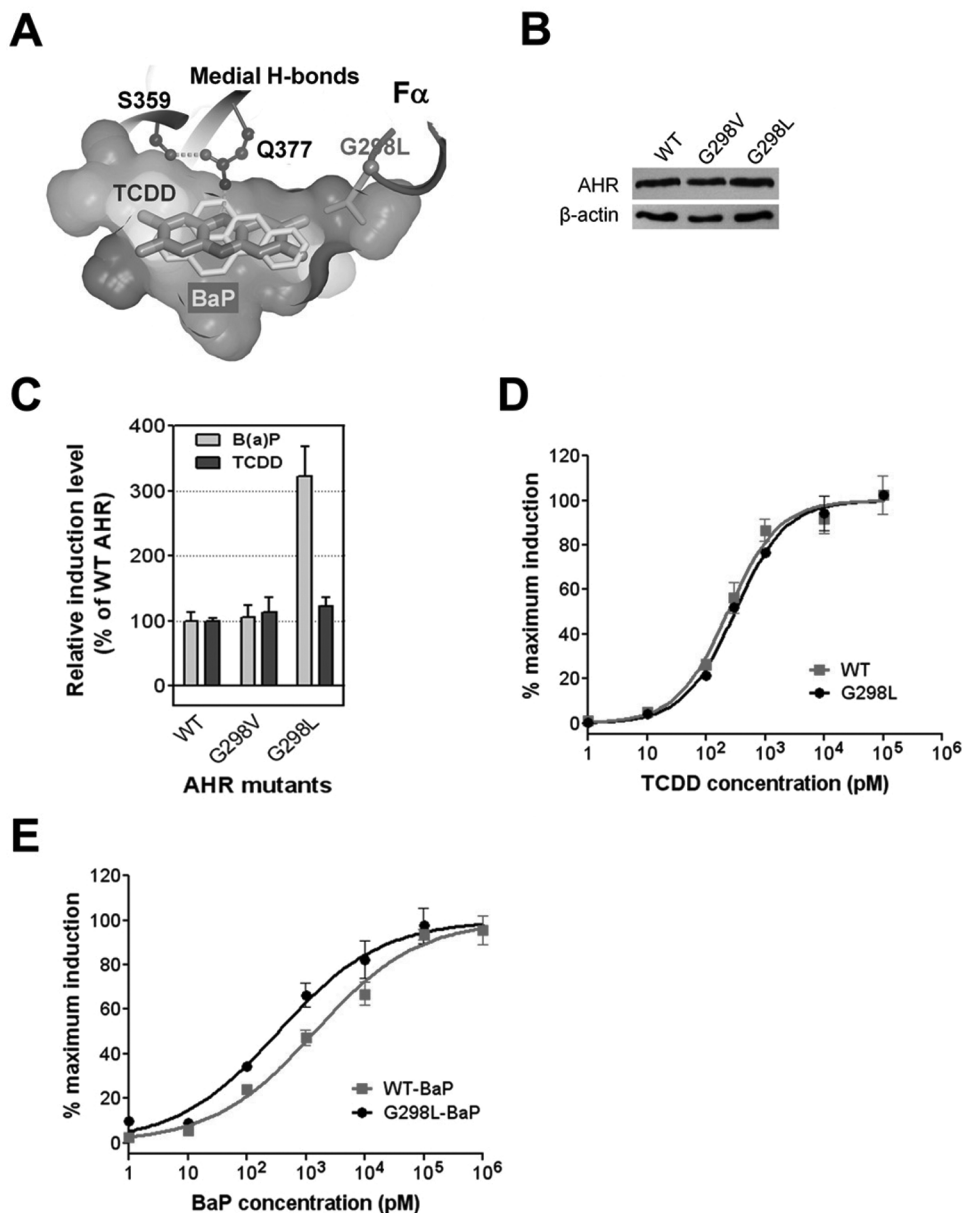 A
Medial H-bonds
S359
Fα
Q377
G298L
TCDD
BaP
B
WT
G298V
G298L
AHR
β-actin
C
Relative induction level
(% of WT AHR)
400
300
200
100
0
B(a)P
TCDD
WT
G298V
G298L
AHR mutants
D
% maximum induction
120
100
80
60
40
20
0
WT
G298L
1
10
10²
10³
10⁴
10⁵
10⁶
TCDD concentration (pM)
E
% maximum induction
120
100
80
60
40
20
0
WT-BaP
G298L-BaP
1
10
10²
10³
10⁴
10⁵
10⁶
BaP concentration (pM)